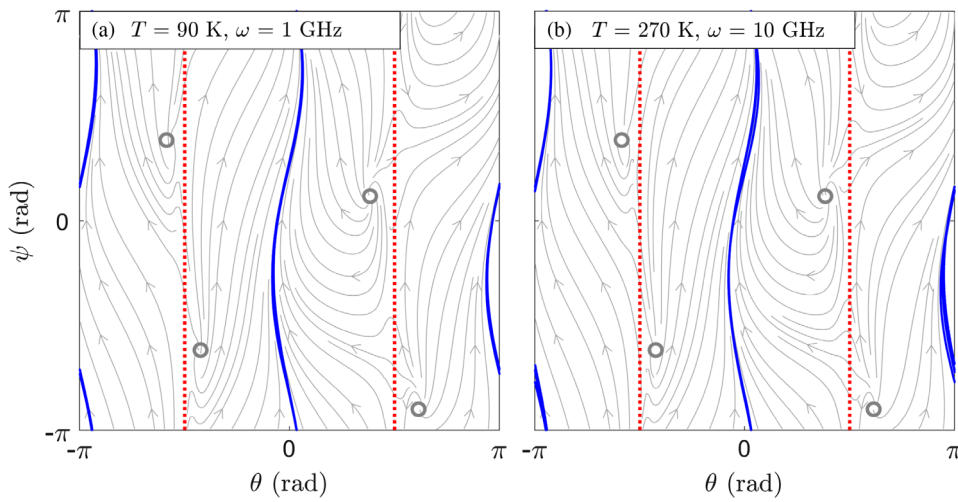 (a) T = 90 K, ω = 1 GHz
(b) T = 270 K, ω = 10 GHz
π
0
-π
ψ (rad)
-π 0 π
-π 0 π
θ (rad)
θ (rad)